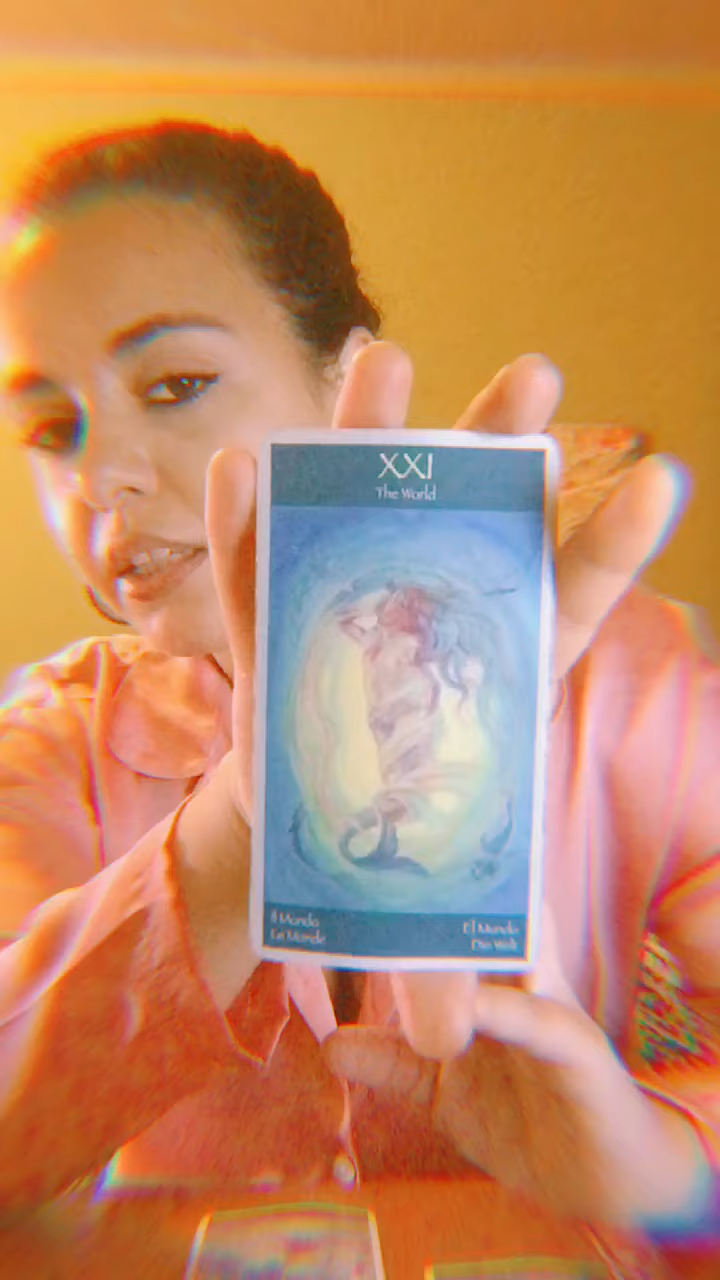 XXI
The World
Il Mondo
Le Monde
El Mundo
Die Welt